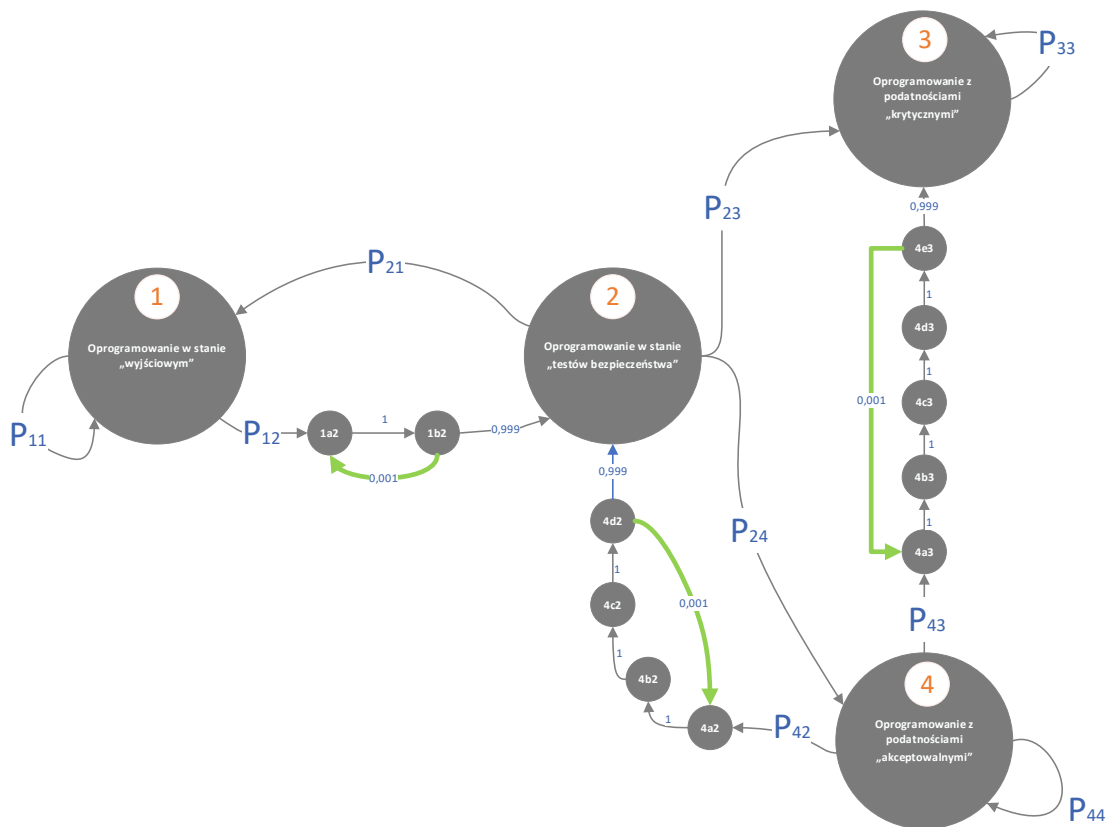 3
Oprogramowanie z
podatnościami
„krytycznymi”
P33
P23
0,999
4e3
1
4d3
1
4c3
0,001
1
4b3
1
4a3
P21
1
Oprogramowanie w stanie
„wyjściowym”
P11
P12
1a2
1
1b2
0,999
0,001
2
Oprogramowanie w stanie
„testów bezpieczeństwa”
0,999
4d2
1
4c2
0,001
1
4b2
1
4a2
P24
P42
P43
4
Oprogramowanie z
podatnościami
„akceptowalnymi”
P44